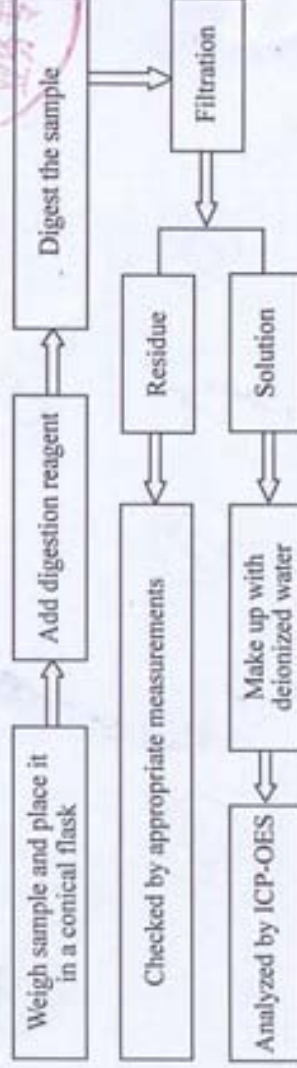 Weigh sample and place it
in a conical flask
Add digestion reagent
Digest the sample
Filtration
Residue
Checked by appropriate measurements
Solution
Make up with
deionized water
Analyzed by ICP-OES